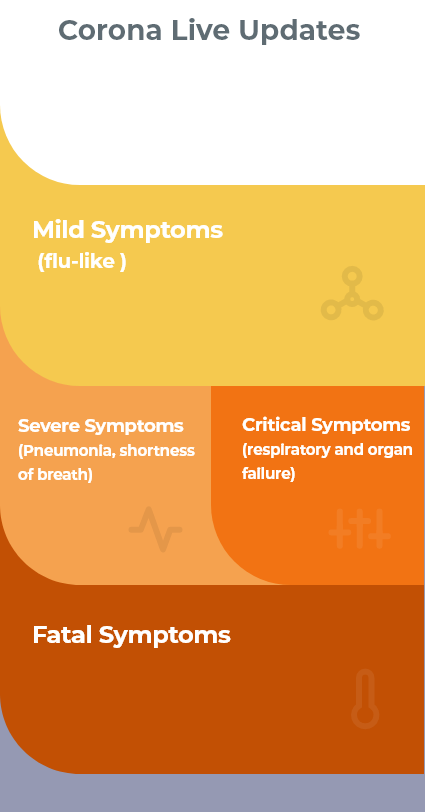 Corona Live Updates
Mild Symptoms
(flu-like )
Severe Symptoms
(Pneumonia, shortness
of breath)
Critical Symptoms
(respiratory and organ
failure)
Fatal Symptoms